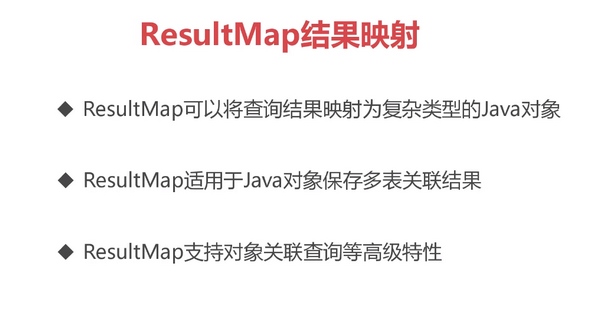 ResultMap结果映射
◆ ResultMap可以将查询结果映射为复杂类型的Java对象
◆ ResultMap适用于Java对象保存多表关联结果
◆ ResultMap支持对象关联查询等高级特性